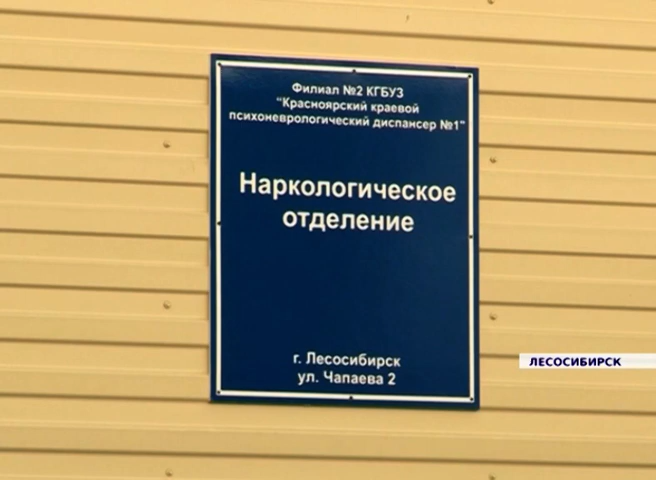 Филиал №2 КГБУЗ
"Красноярский краевой
психоневрологический диспансер №1"
Наркологическое
отделение
г. Лесосибирск
ул. Чапаева 2
ЛЕСОСИБИРСК